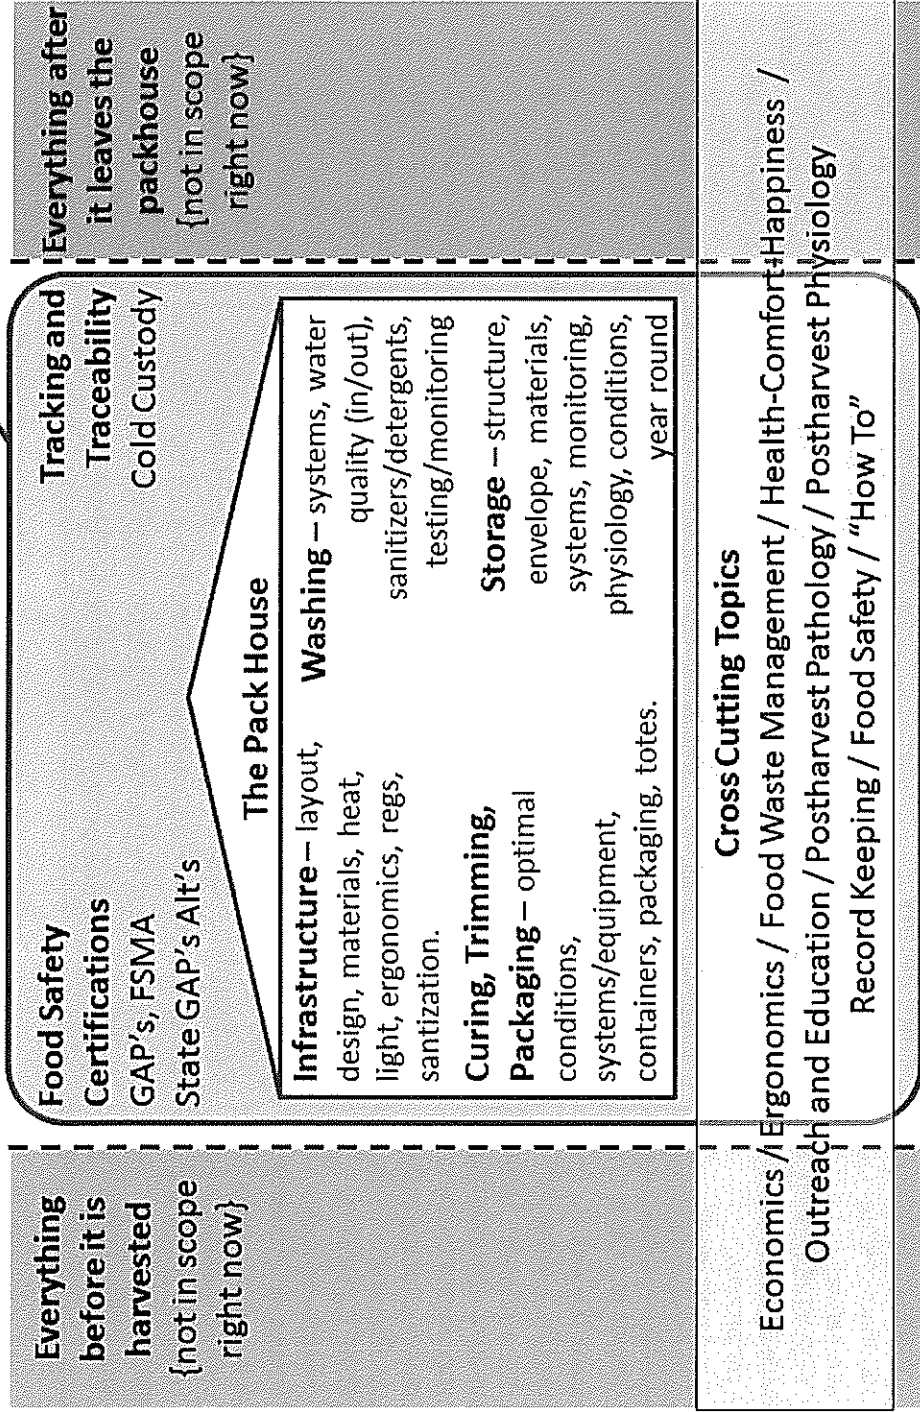 Everything
before it is
harvested
{not in scope
right now}
Food Safety
Certifications
GAP's, FSMA
State GAP's Alt's
Tracking and
Traceability
Cold Custody
Everything after
it leaves the
packhouse
{not in scope
right now}
The Pack House
Infrastructure – layout,
design, materials, heat,
light, ergonomics, regs,
santization.
Curing, Trimming,
Packaging – optimal
conditions,
systems/equipment,
containers, packaging, totes.
Washing – systems, water
quality (in/out),
sanitizers/detergents,
testing/monitoring
Storage – structure,
envelope, materials,
systems, monitoring,
physiology, conditions,
year round
Cross Cutting Topics
Economics / Ergonomics / Food Waste Management / Health-Comfort-Happiness /
Outreach and Education / Postharvest Pathology / Postharvest Physiology
Record Keeping / Food Safety / "How To"